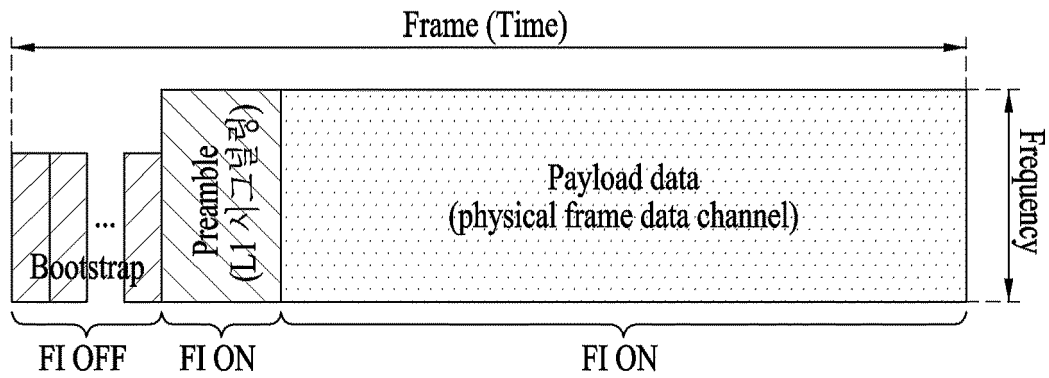 Frame (Time)
Frequency
Preamble
(L1 시그널링)
Payload data
(physical frame data channel)
...
Bootstrap
FI OFF
FI ON
FI ON